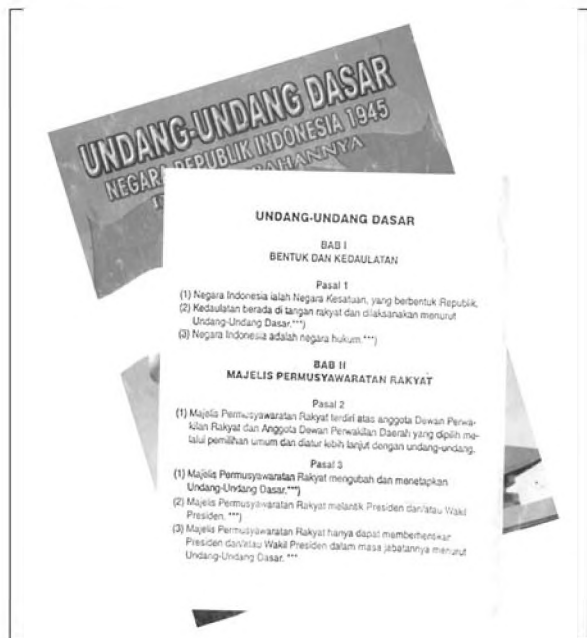 UNDANG-UNDANG DASAR
NEGARA REPUBLIK INDONESIA 1945
UNDANG-UNDANG DASAR
BAB I
BENTUK DAN KEDAULATAN
Pasal 1
(1) Negara Indonesia ialah Negara Kesatuan, yang berbentuk Republik.
(2) Kedaulatan berada di tangan rakyat dan dilaksanakan menurut
Undang-Undang Dasar.***)
(3) Negara Indonesia adalah negara hukum.***)
BAB II
MAJELIS PERMUSYAWARATAN RAKYAT
Pasal 2
(1) Majelis Permusyawaratan Rakyat terdiri atas anggota Dewan Perwa-
kilan Rakyat dan Anggota Dewan Perwakilan Daerah yang dipilih me-
lalui pemilihan umum dan diatur lebih lanjut dengan undang-undang.
Pasal 3
(1) Majelis Permusyawaratan Rakyat mengubah dan menetapkan
Undang-Undang Dasar.***)
(2) Majelis Permusyawaratan Rakyat melantik Presiden dan/atau Wakil
Presiden. ***)
(3) Majelis Permusyawaratan Rakyat hanya dapat memberhentikan
Presiden dan/atau Wakil Presiden dalam masa jabatannya menurut
Undang-Undang Dasar. ***